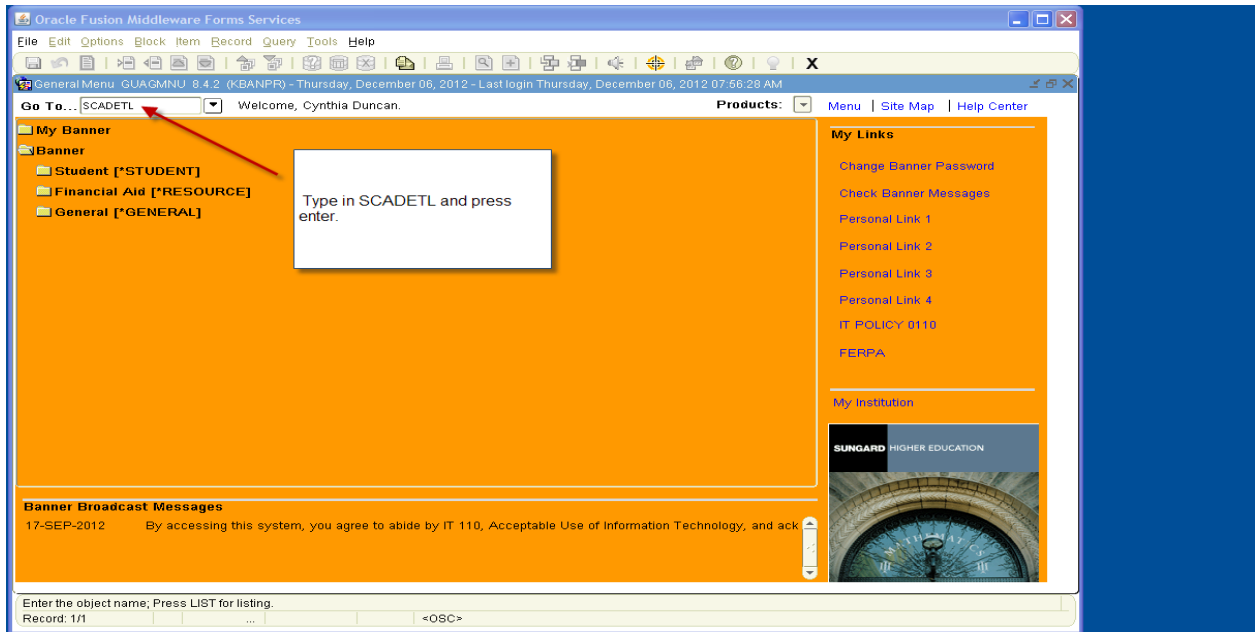 Oracle Fusion Middleware Forms Services
File Edit Options Block Item Record Query Tools Help
X
General Menu GUAGMNU 8.4.2 (KBANPR) - Thursday, December 06, 2012 - Last login Thursday, December 06, 2012 07:56:28 AM
Go To... SCADETL Welcome, Cynthia Duncan. Products: Menu | Site Map | Help Center
My Banner
Banner
Student [*STUDENT]
Financial Aid [*RESOURCE]
General [*GENERAL]
Type in SCADETL and press
enter.
My Links
Change Banner Password
Check Banner Messages
Personal Link 1
Personal Link 2
Personal Link 3
Personal Link 4
IT POLICY 0110
FERPA
My Institution
SUNGARD HIGHER EDUCATION
MATHEMATICS
Banner Broadcast Messages
17-SEP-2012 By accessing this system, you agree to abide by IT 110, Acceptable Use of Information Technology, and ack
Enter the object name; Press LIST for listing.
Record: 1/1 ... <OSC>